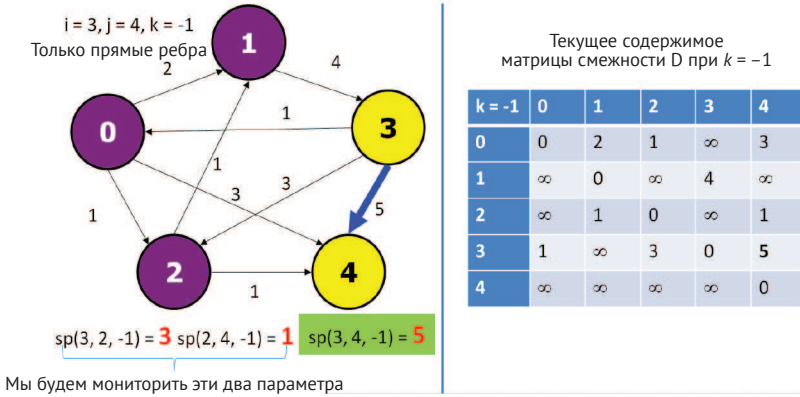 i = 3, j = 4, k = -1
Только прямые ребра
1
2
4
0
1
3
1
1
3
3
5
2
1
4
sp(3, 2, -1) = 3 sp(2, 4, -1) = 1 sp(3, 4, -1) = 5
Мы будем мониторить эти два параметра
Текущее содержимое
матрицы смежности D при k = –1
k = -1 0 1 2 3 4
0 0 2 1 ∞ 3
1 ∞ 0 ∞ 4 ∞
2 ∞ 1 0 ∞ 1
3 1 ∞ 3 0 5
4 ∞ ∞ ∞ ∞ 0